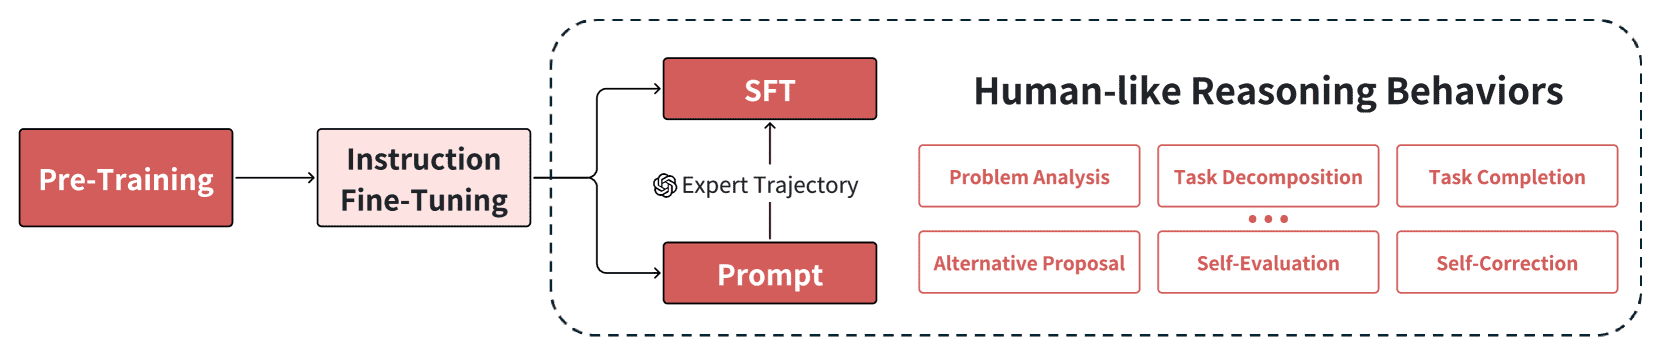 Pre-Training
Instruction
Fine-Tuning
SFT
Expert Trajectory
Prompt
Human-like Reasoning Behaviors
Problem Analysis
Task Decomposition
Task Completion
Alternative Proposal
Self-Evaluation
Self-Correction